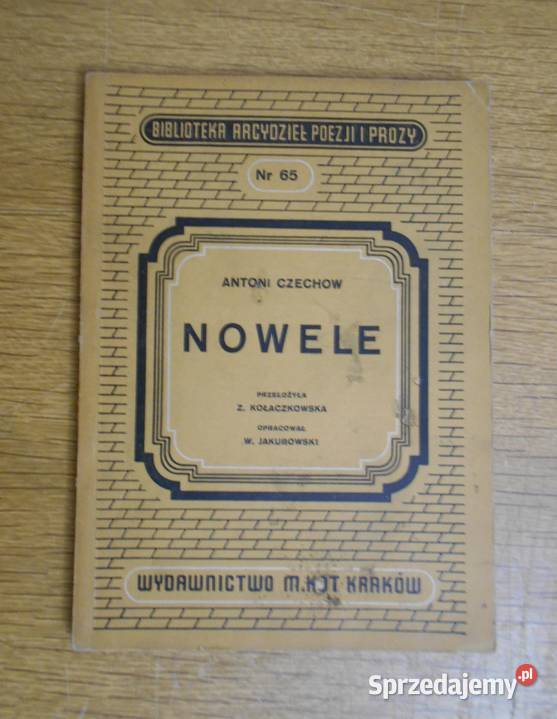 BIBLIOTEKA ARCYDZIEŁ POEZJI I PROZY
Nr 65
ANTONI CZECHOW
NOWELE
PRZEŁOŻYŁA
Z. KOŁACZKOWSKA
OPRACOWAŁ
W. JAKUBOWSKI
WYDAWNICTWO M. KOT KRAKÓW
Sprzedajemy.pl